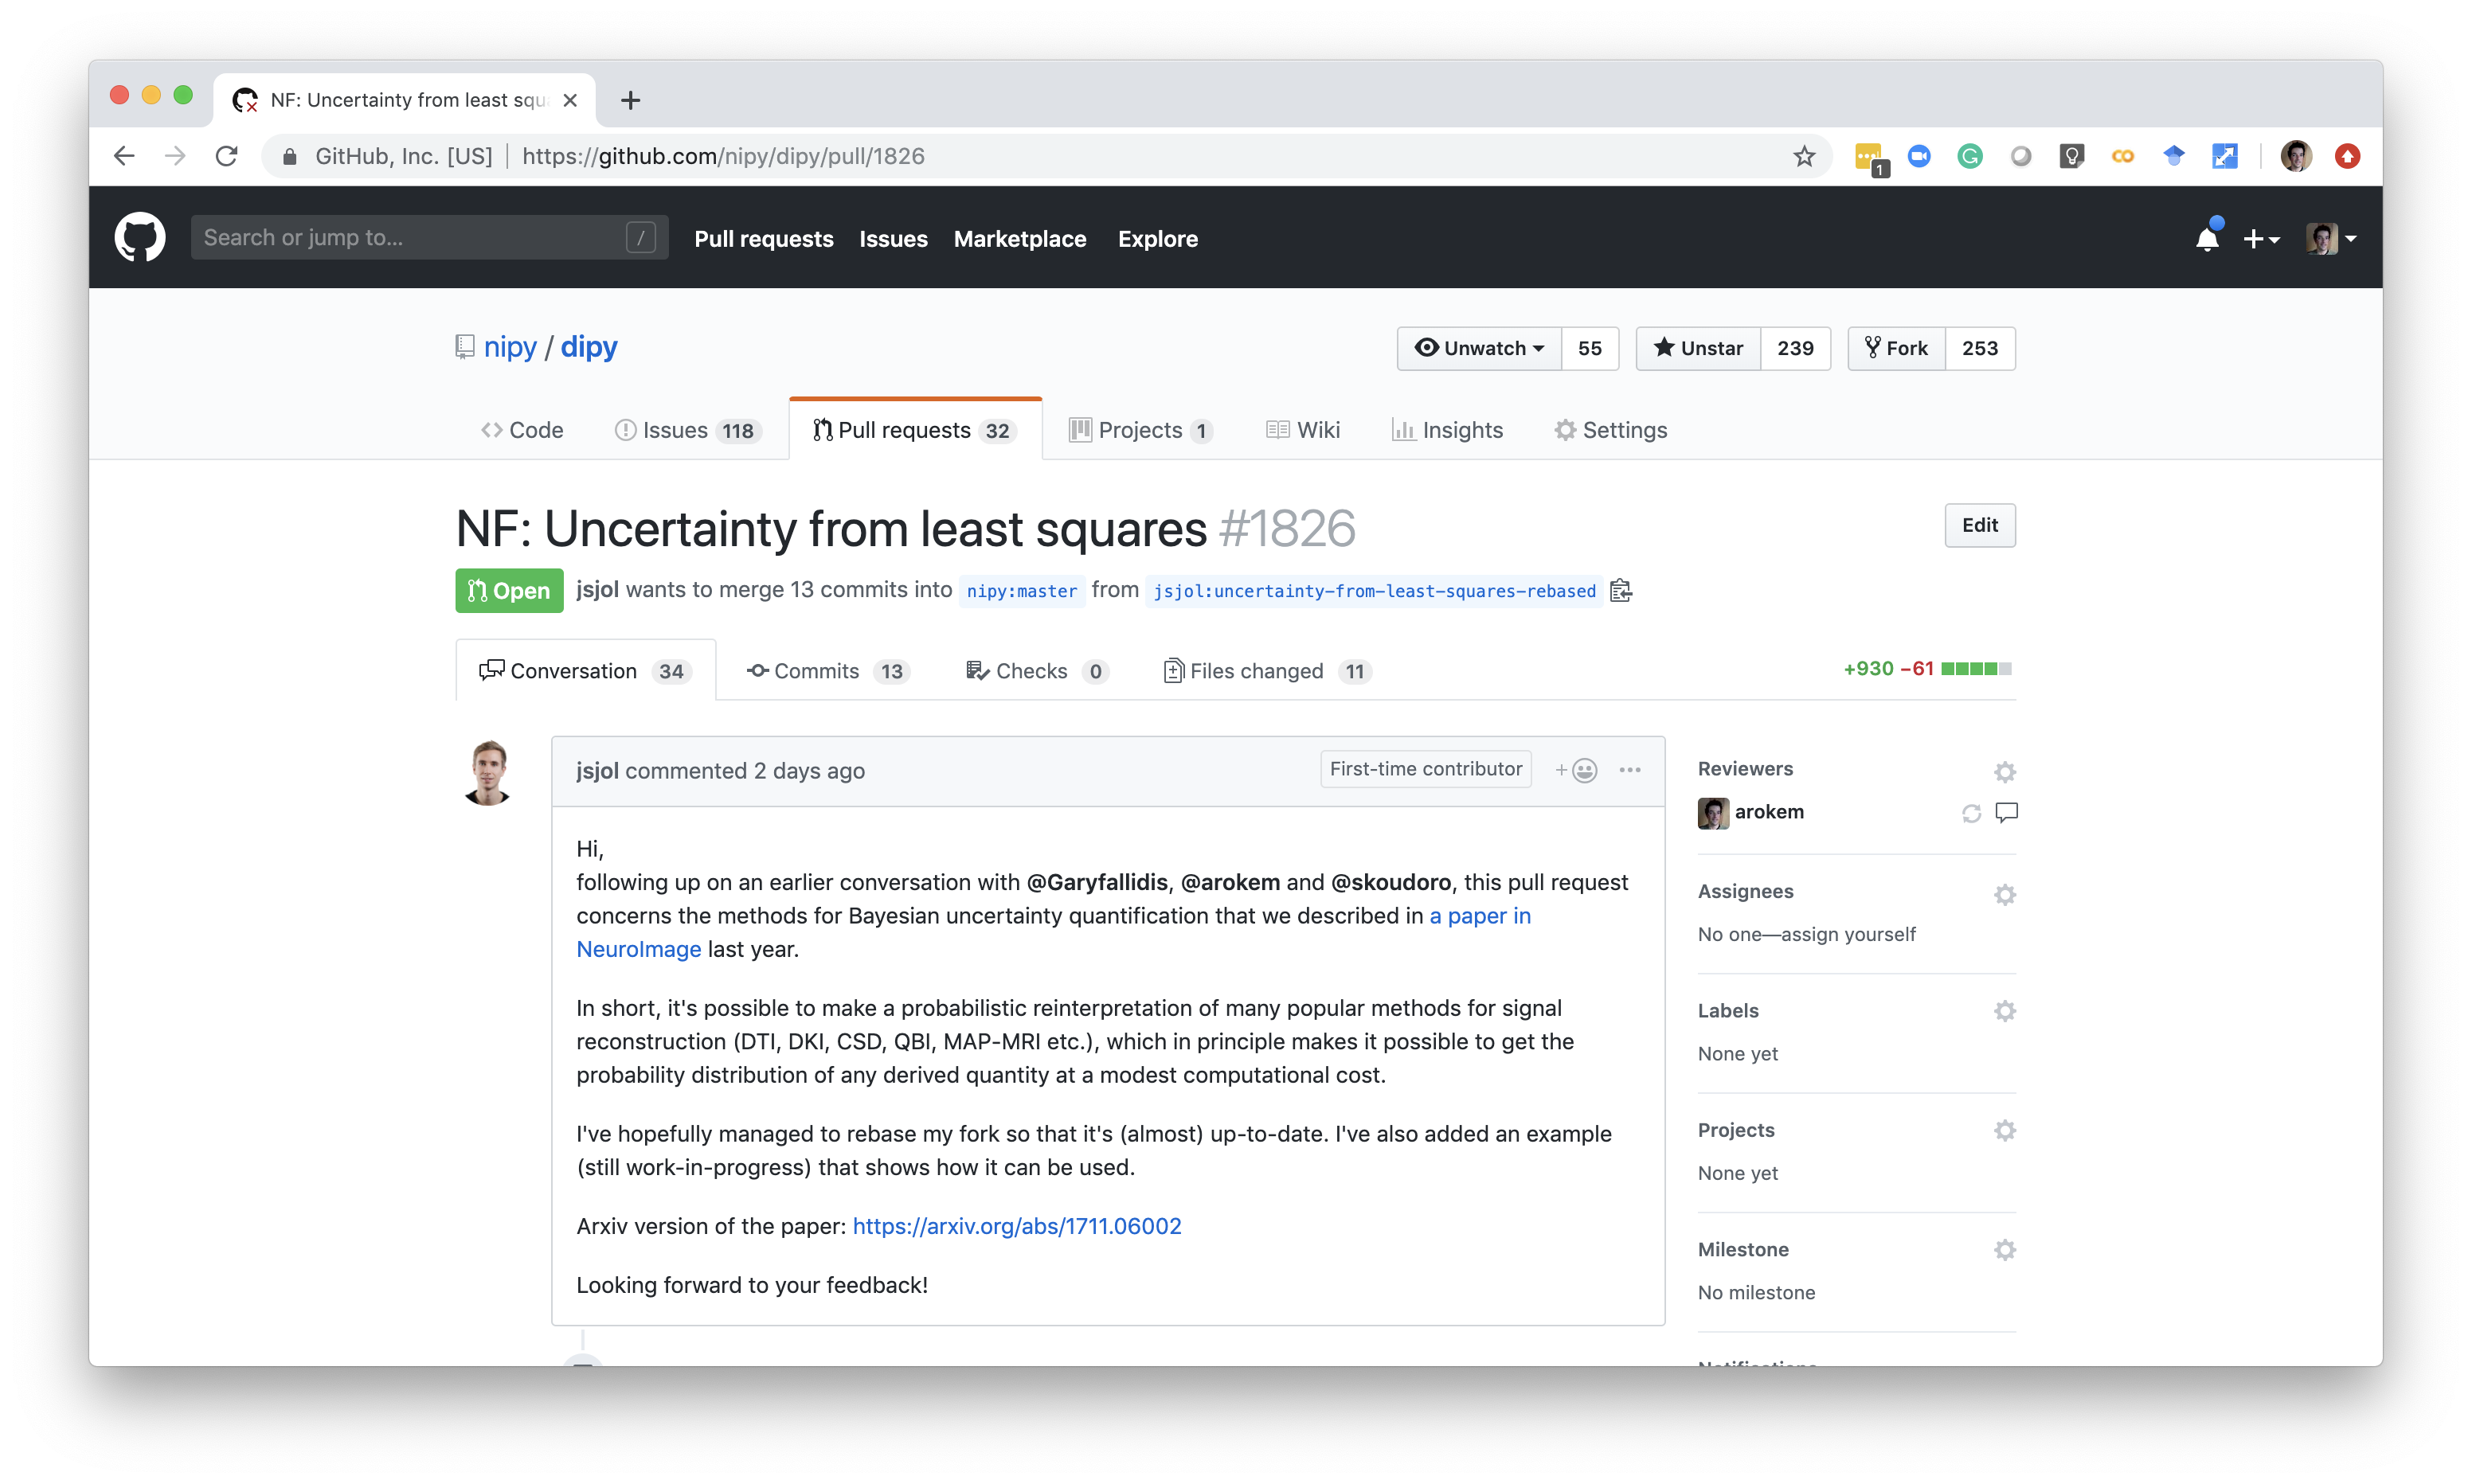 NF: Uncertainty from least squ
GitHub, Inc. [US] | https://github.com/nipy/dipy/pull/1826
1
Search or jump to... /
Pull requests Issues Marketplace Explore
nipy / dipy
Unwatch 55 Unstar 239 Fork 253
Code Issues 118 Pull requests 32 Projects 1 Wiki Insights Settings
NF: Uncertainty from least squares #1826
Edit
Open jsjol wants to merge 13 commits into nipy:master from jsjol:uncertainty-from-least-squares-rebased
Conversation 34 Commits 13 Checks 0 Files changed 11 +930 −61
jsjol commented 2 days ago First-time contributor
Hi,
following up on an earlier conversation with @Garyfallidis, @arokem and @skoudoro, this pull request
concerns the methods for Bayesian uncertainty quantification that we described in a paper in
NeuroImage last year.
In short, it's possible to make a probabilistic reinterpretation of many popular methods for signal
reconstruction (DTI, DKI, CSD, QBI, MAP-MRI etc.), which in principle makes it possible to get the
probability distribution of any derived quantity at a modest computational cost.
I've hopefully managed to rebase my fork so that it's (almost) up-to-date. I've also added an example
(still work-in-progress) that shows how it can be used.
Arxiv version of the paper: https://arxiv.org/abs/1711.06002
Looking forward to your feedback!
Reviewers
arokem
Assignees
No one—assign yourself
Labels
None yet
Projects
None yet
Milestone
No milestone
Notifications